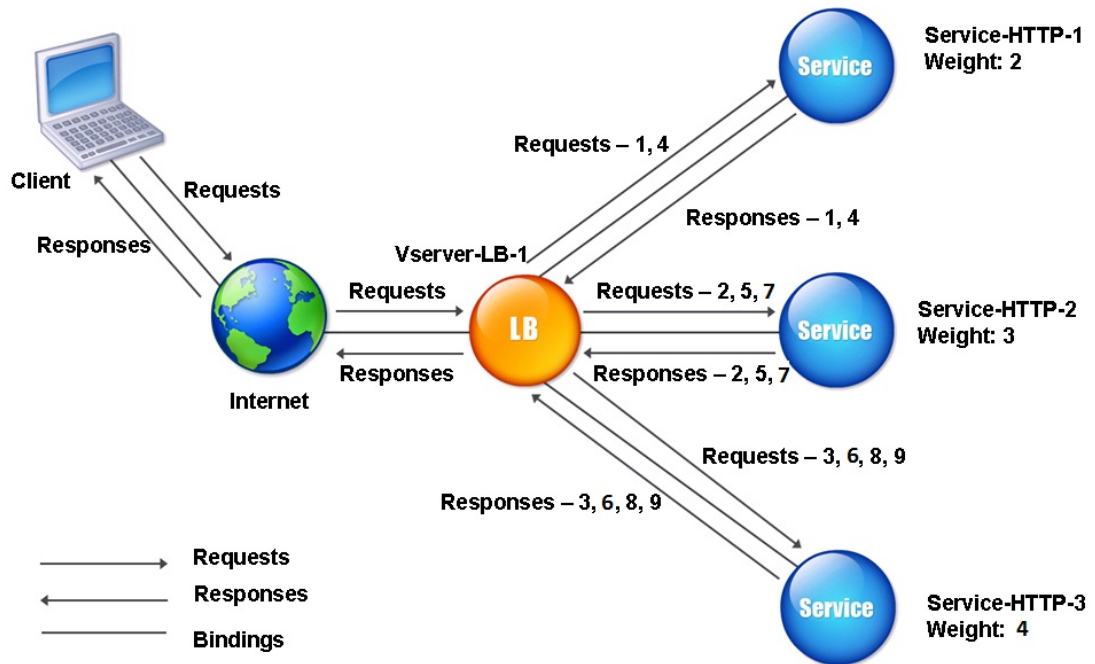 Service-HTTP-1
Weight: 2
Service
Requests – 1, 4
Client
Requests
Responses
Responses – 1, 4
Vserver-LB-1
Requests
LB
Requests – 2, 5, 7
Service
Service-HTTP-2
Weight: 3
Responses
Responses – 2, 5, 7
Internet
Requests – 3, 6, 8, 9
Responses – 3, 6, 8, 9
Requests
Responses
Bindings
Service
Service-HTTP-3
Weight: 4